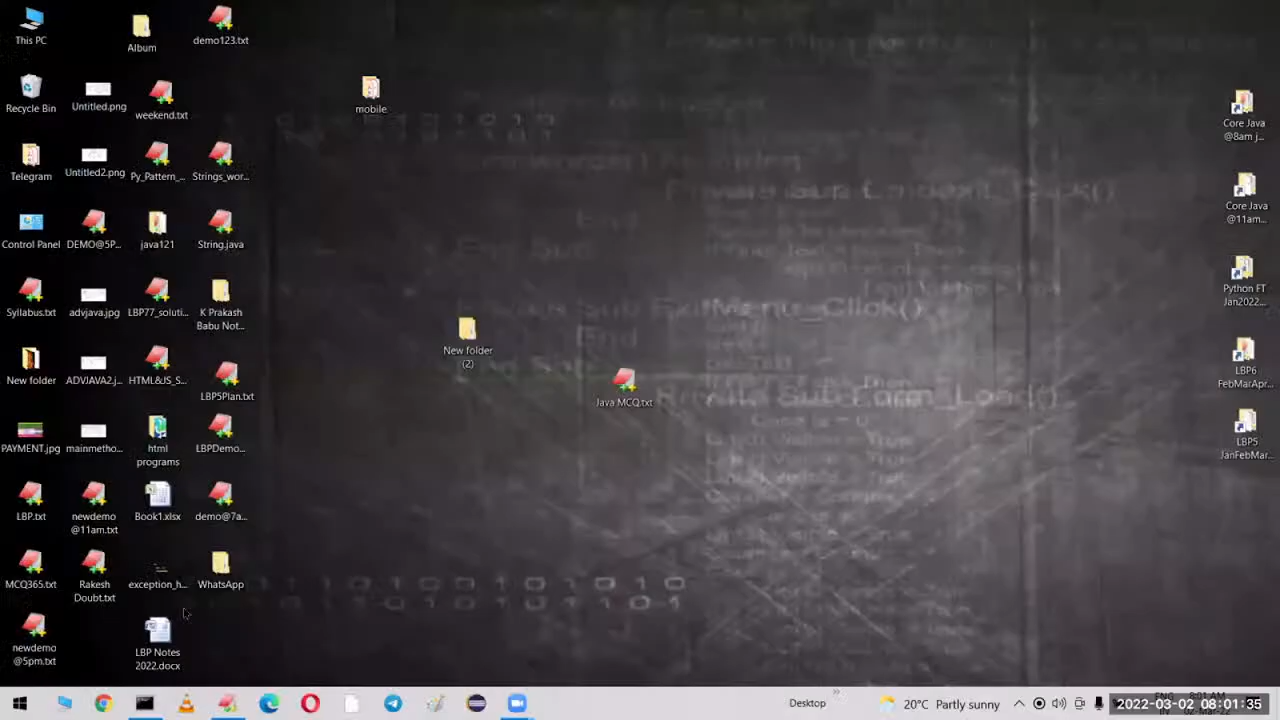 This PC
Album
demo123.txt
Recycle Bin
Untitled.png
weekend.txt
mobile
Core Java
@8am j...
Telegram
Untitled2.png
Py_Pattern_...
Strings_wor...
Core Java
@11am...
Control Panel
DEMO@5P...
java121
String.java
Python FT
Jan2022...
Syllabus.txt
advjava.jpg
LBP77_soluti...
K Prakash
Babu Not...
New folder
(2)
LBP6
FebMarApr...
New folder
ADVJAVA2.j...
HTML&JS_S...
LBP5Plan.txt
Java MCQ.txt
PAYMENT.jpg
mainmetho...
html
programs
LBPDemo...
LBP5
JanFebMar...
LBP.txt
newdemo
@11am.txt
Book1.xlsx
demo@7a...
MCQ365.txt
Rakesh
Doubt.txt
exception_h...
WhatsApp
newdemo
@5pm.txt
LBP Notes
2022.docx
Desktop
20°C Partly sunny
2022-03-02 08:01:35